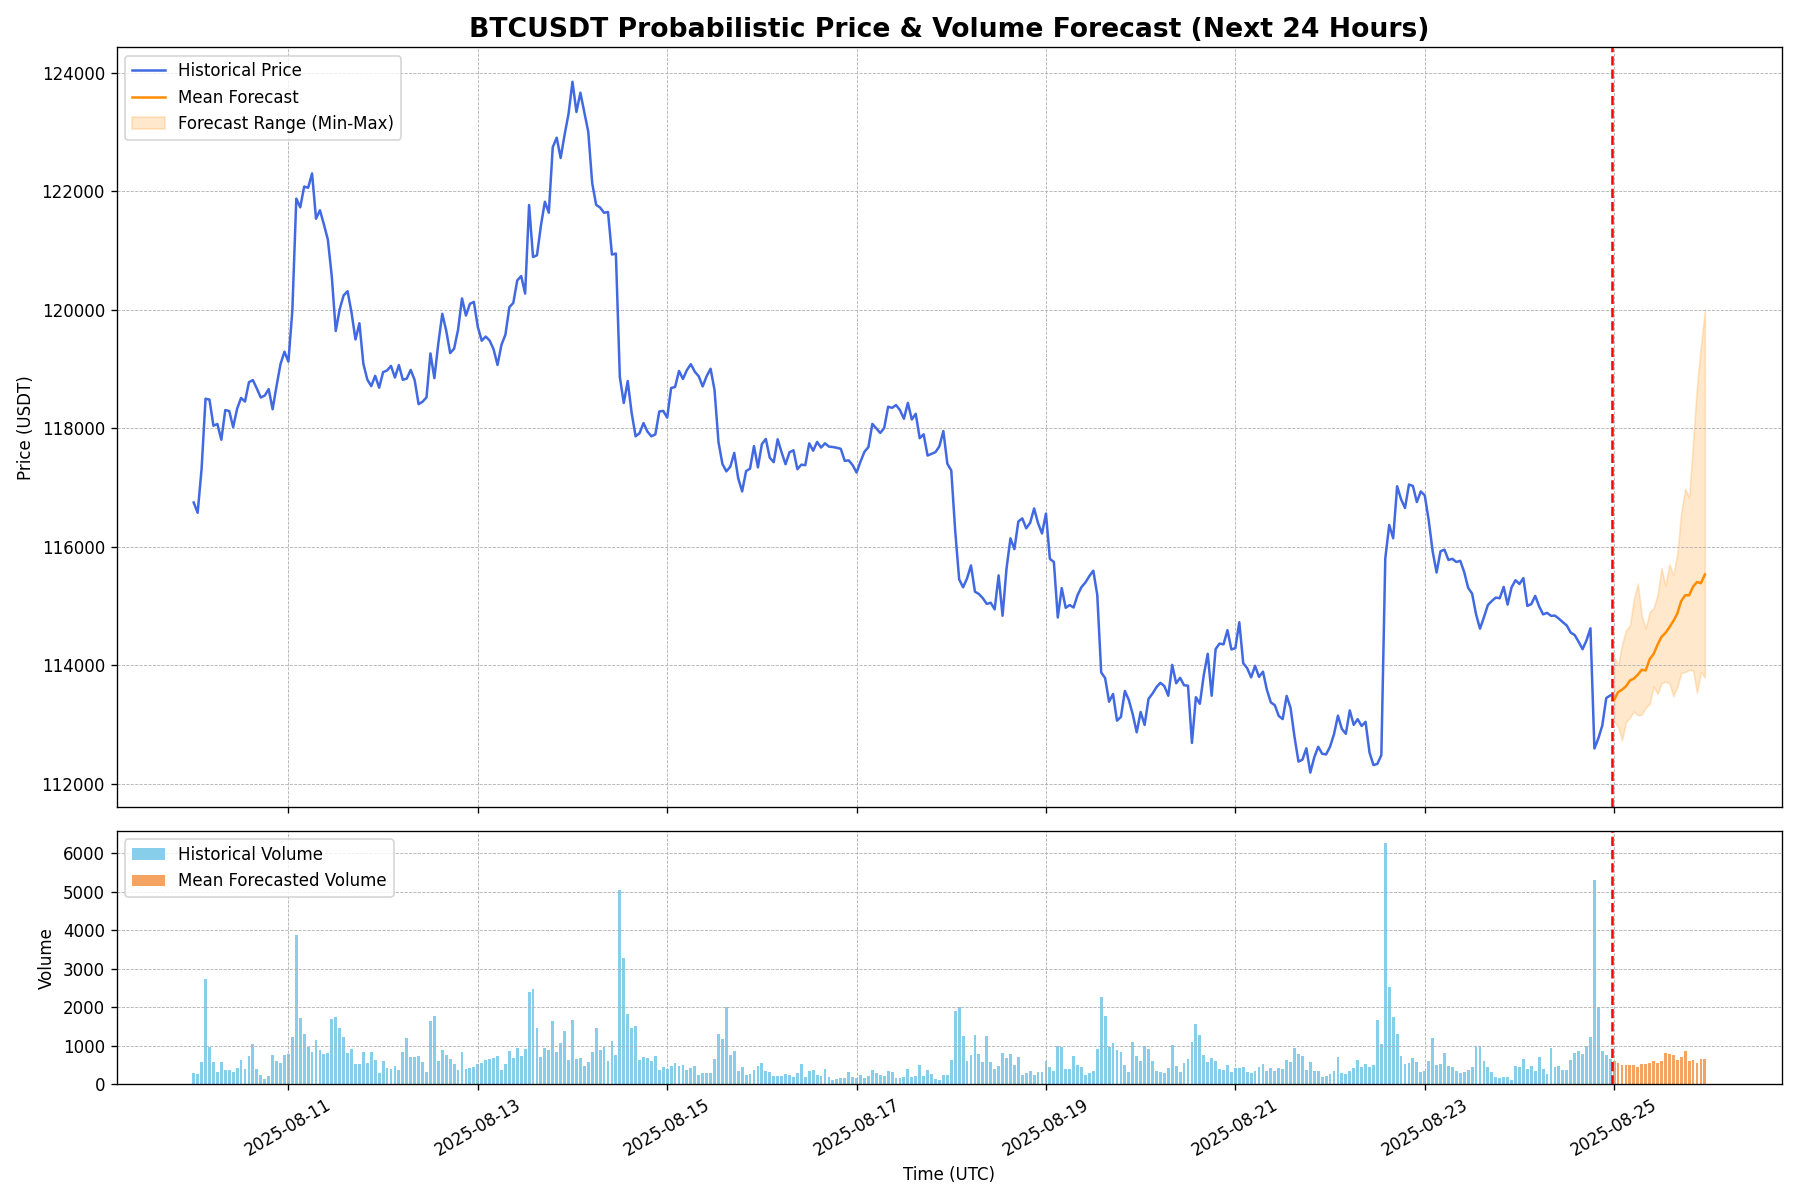 BTCUSDT Probabilistic Price & Volume Forecast (Next 24 Hours)
Historical Price
Mean Forecast
Forecast Range (Min-Max)
Price (USDT)
124000
122000
120000
118000
116000
114000
112000
Historical Volume
Mean Forecasted Volume
Volume
6000
5000
4000
3000
2000
1000
0
2025-08-11
2025-08-13
2025-08-15
2025-08-17
2025-08-19
2025-08-21
2025-08-23
2025-08-25
Time (UTC)